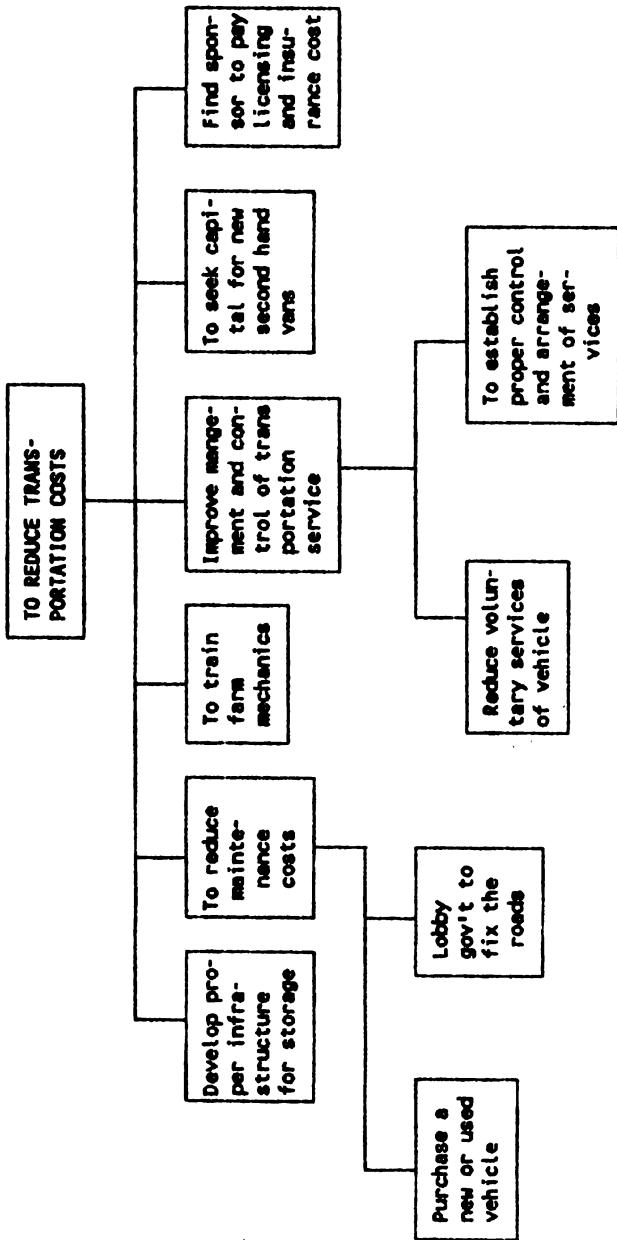 TO REDUCE TRANS-
PORTATION COSTS
Develop pro-
per infra-
structure
for storage
To reduce
mainte-
nance
costs
To train
farm
mechanics
Improve mange-
ment and con-
trol of trans
portation
service
To seek capi-
tal for new
second hand
vans
Find spon-
sor to pay
licensing
and insu-
rance cost
Purchase a
new or used
vehicle
Lobby
gov't to
fix the
roads
Reduce volun-
tary services
of vehicle
To establish
proper control
and arrange-
ment of ser-
vices